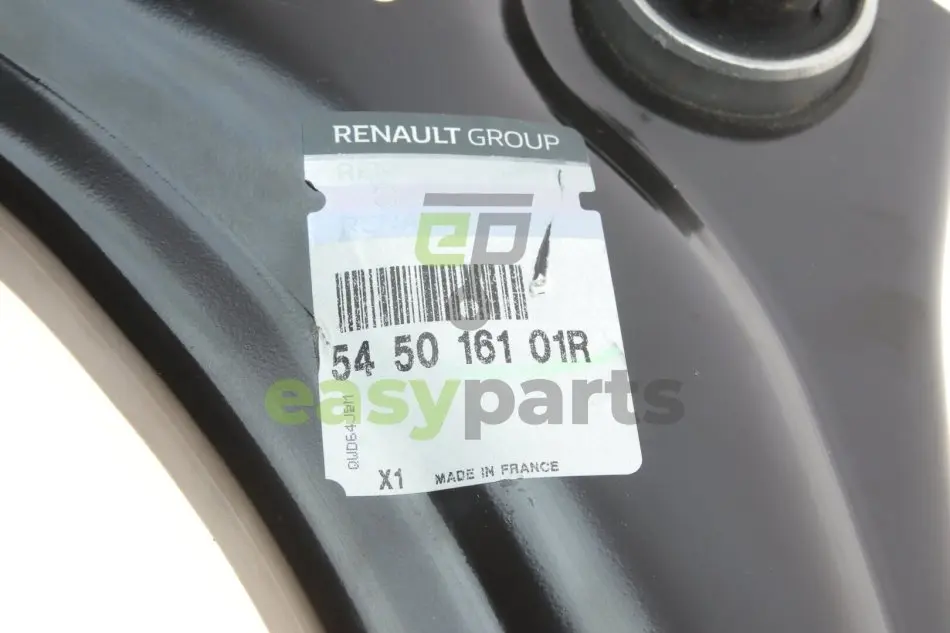 RENAULT GROUP
54 50 161 01R
easyparts
X1 MADE IN FRANCE